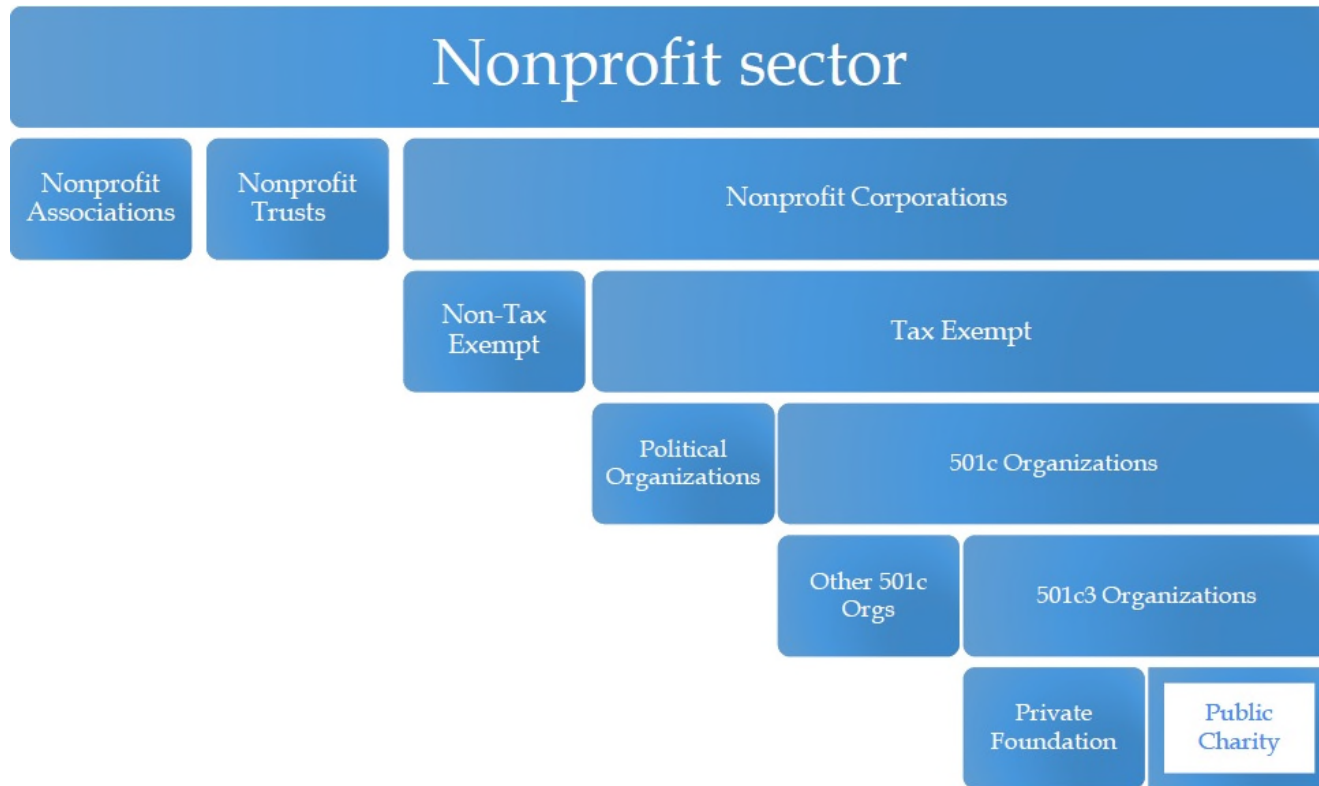 Nonprofit sector
Nonprofit
Associations
Nonprofit
Trusts
Nonprofit Corporations
Non-Tax
Exempt
Tax Exempt
Political
Organizations
501c Organizations
Other 501c
Orgs
501c3 Organizations
Private
Foundation
Public
Charity